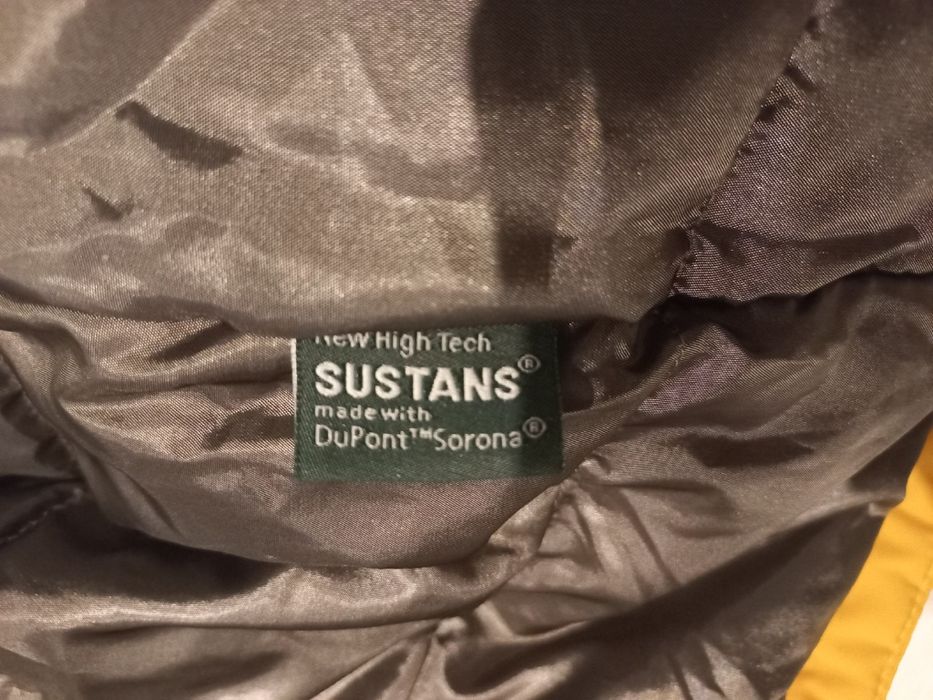 New High Tech
SUSTANS®
made with
DuPont™Sorona®